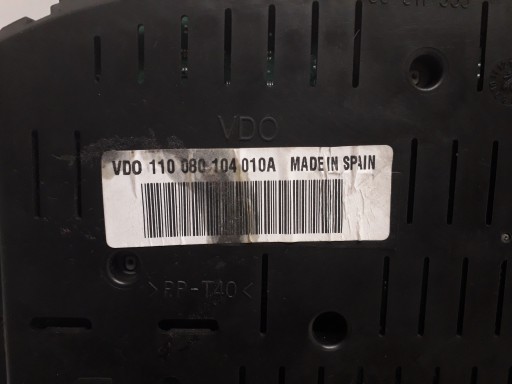 VDO
VDO 110 080 104 010A MADE IN SPAIN
>PP-T40<